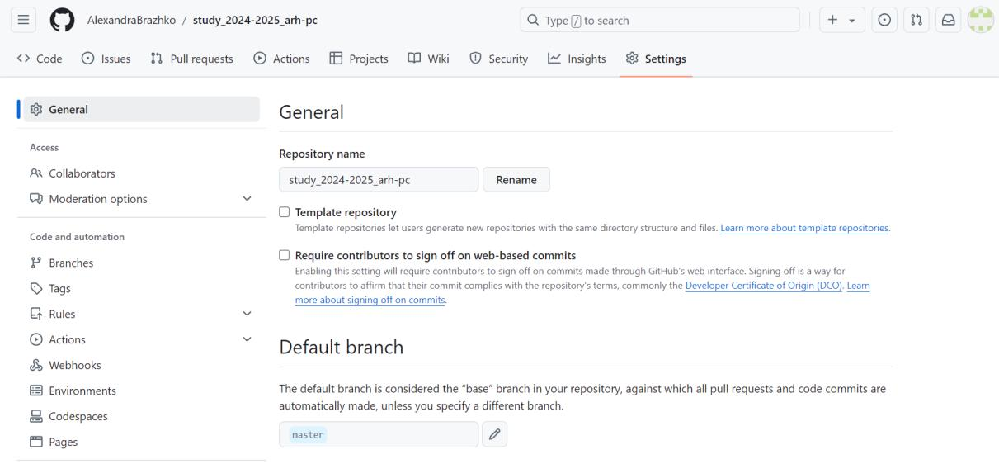 AlexandraBrazhko / study_2024-2025_arh-pc
Type / to search
Code Issues Pull requests Actions Projects Wiki Security Insights Settings
General
Access
Collaborators
Moderation options
Code and automation
Branches
Tags
Rules
Actions
Webhooks
Environments
Codespaces
Pages
General
Repository name
study_2024-2025_arh-pc Rename
Template repository
Template repositories let users generate new repositories with the same directory structure and files. Learn more about template repositories.
Require contributors to sign off on web-based commits
Enabling this setting will require contributors to sign off on commits made through GitHub's web interface. Signing off is a way for
contributors to affirm that their commit complies with the repository's terms, commonly the Developer Certificate of Origin (DCO). Learn
more about signing off on commits.
Default branch
The default branch is considered the “base” branch in your repository, against which all pull requests and code commits are
automatically made, unless you specify a different branch.
master